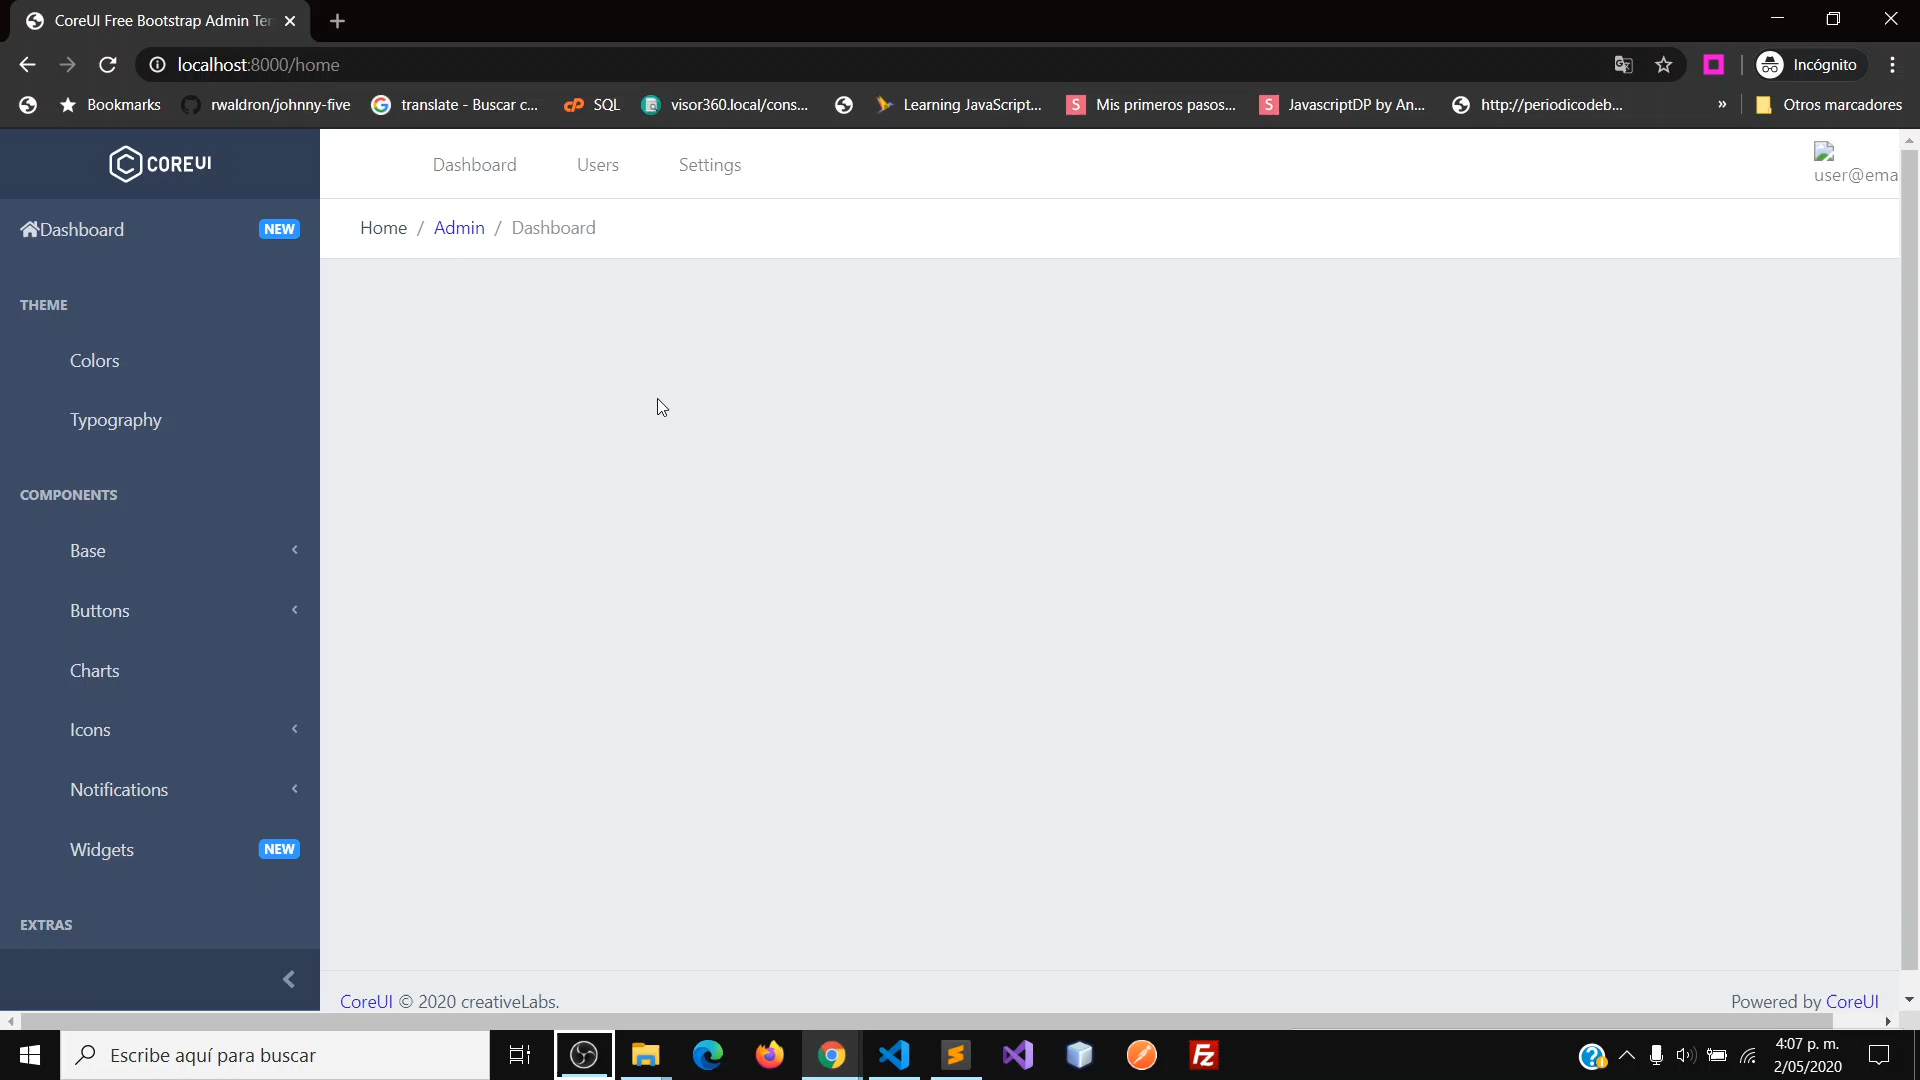 CoreUI Free Bootstrap Admin Ter
localhost:8000/home
Incógnito
Bookmarks
rwaldron/johnny-five
translate - Buscar c...
SQL
visor360.local/cons...
Learning JavaScript...
Mis primeros pasos...
JavascriptDP by An...
http://periodicodeb...
»
Otros marcadores
COREUI
Dashboard
Users
Settings
user@ema
Home / Admin / Dashboard
Dashboard NEW
THEME
Colors
Typography
COMPONENTS
Base
Buttons
Charts
Icons
Notifications
Widgets NEW
EXTRAS
CoreUI © 2020 creativeLabs.
Powered by CoreUI
Escribe aquí para buscar
4:07 p. m.
2/05/2020